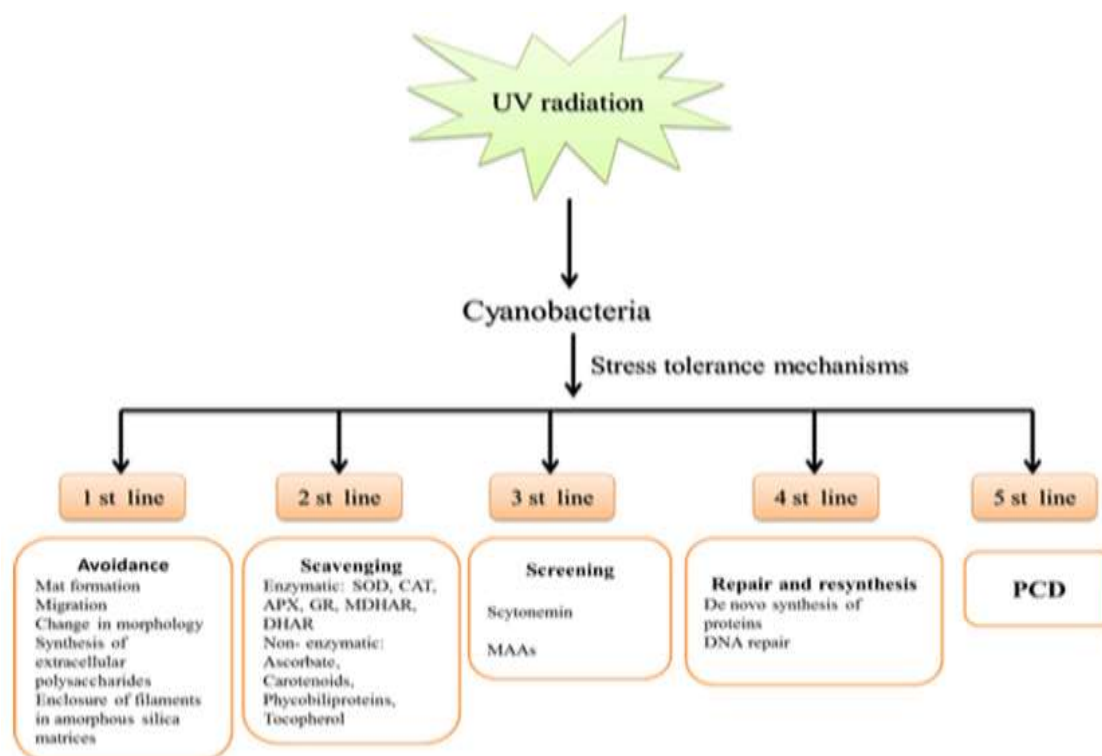 UV radiation
Cyanobacteria
Stress tolerance mechanisms
1 st line
2 st line
3 st line
4 st line
5 st line
Avoidance
Mat formation
Migration
Change in morphology
Synthesis of
extracellular
polysaccharides
Enclosure of filaments
in amorphous silica
matrices
Scavenging
Enzymatic: SOD, CAT,
APX, GR, MDHAR,
DHAR
Non- enzymatic:
Ascorbate,
Carotenoids,
Phycobiliproteins,
Tocopherol
Screening
Scytonemin
MAAs
Repair and resynthesis
De novo synthesis of
proteins
DNA repair
PCD